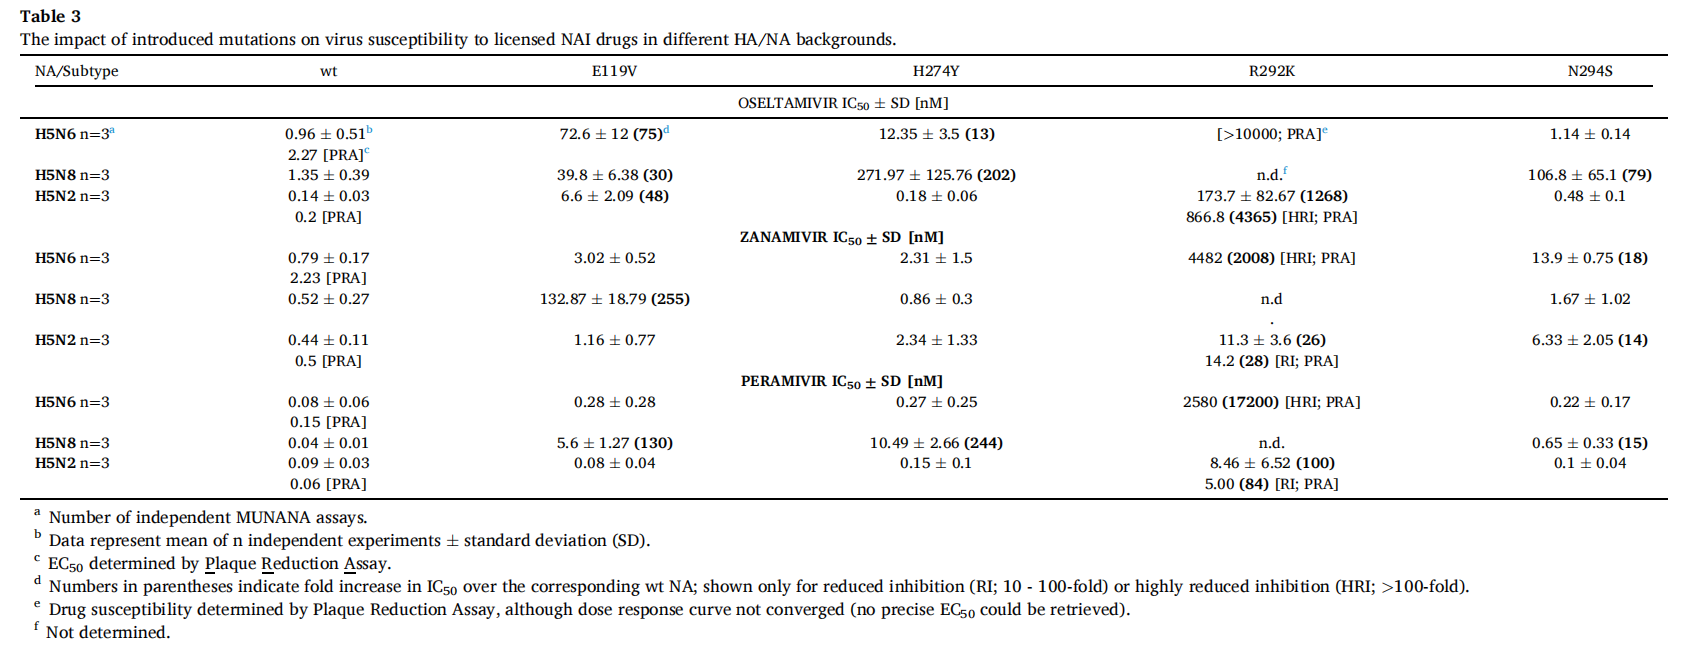 Table 3
The impact of introduced mutations on virus susceptibility to licensed NAI drugs in different HA/NA backgrounds.
NA/Subtype wt E119V H274Y R292K N294S
OSELTAMIVIR IC50 ± SD [nM]
H5N6 n=3a 0.96 ± 0.51b 72.6 ± 12 (75)d 12.35 ± 3.5 (13) [>10000; PRA]e 1.14 ± 0.14
2.27 [PRA]c
H5N8 n=3 1.35 ± 0.39 39.8 ± 6.38 (30) 271.97 ± 125.76 (202) n.d.f 106.8 ± 65.1 (79)
H5N2 n=3 0.14 ± 0.03 6.6 ± 2.09 (48) 0.18 ± 0.06 173.7 ± 82.67 (1268) 0.48 ± 0.1
0.2 [PRA] 866.8 (4365) [HRI; PRA]
ZANAMIVIR IC50 ± SD [nM]
H5N6 n=3 0.79 ± 0.17 3.02 ± 0.52 2.31 ± 1.5 4482 (2008) [HRI; PRA] 13.9 ± 0.75 (18)
2.23 [PRA]
H5N8 n=3 0.52 ± 0.27 132.87 ± 18.79 (255) 0.86 ± 0.3 n.d 1.67 ± 1.02
.
H5N2 n=3 0.44 ± 0.11 1.16 ± 0.77 2.34 ± 1.33 11.3 ± 3.6 (26) 6.33 ± 2.05 (14)
0.5 [PRA] 14.2 (28) [RI; PRA]
PERAMIVIR IC50 ± SD [nM]
H5N6 n=3 0.08 ± 0.06 0.28 ± 0.28 0.27 ± 0.25 2580 (17200) [HRI; PRA] 0.22 ± 0.17
0.15 [PRA]
H5N8 n=3 0.04 ± 0.01 5.6 ± 1.27 (130) 10.49 ± 2.66 (244) n.d. 0.65 ± 0.33 (15)
H5N2 n=3 0.09 ± 0.03 0.08 ± 0.04 0.15 ± 0.1 8.46 ± 6.52 (100) 0.1 ± 0.04
0.06 [PRA] 5.00 (84) [RI; PRA]
a Number of independent MUNANA assays.
b Data represent mean of n independent experiments ± standard deviation (SD).
c EC50 determined by Plaque Reduction Assay.
d Numbers in parentheses indicate fold increase in IC50 over the corresponding wt NA; shown only for reduced inhibition (RI; 10 - 100-fold) or highly reduced inhibition (HRI; >100-fold).
e Drug susceptibility determined by Plaque Reduction Assay, although dose response curve not converged (no precise EC50 could be retrieved).
f Not determined.